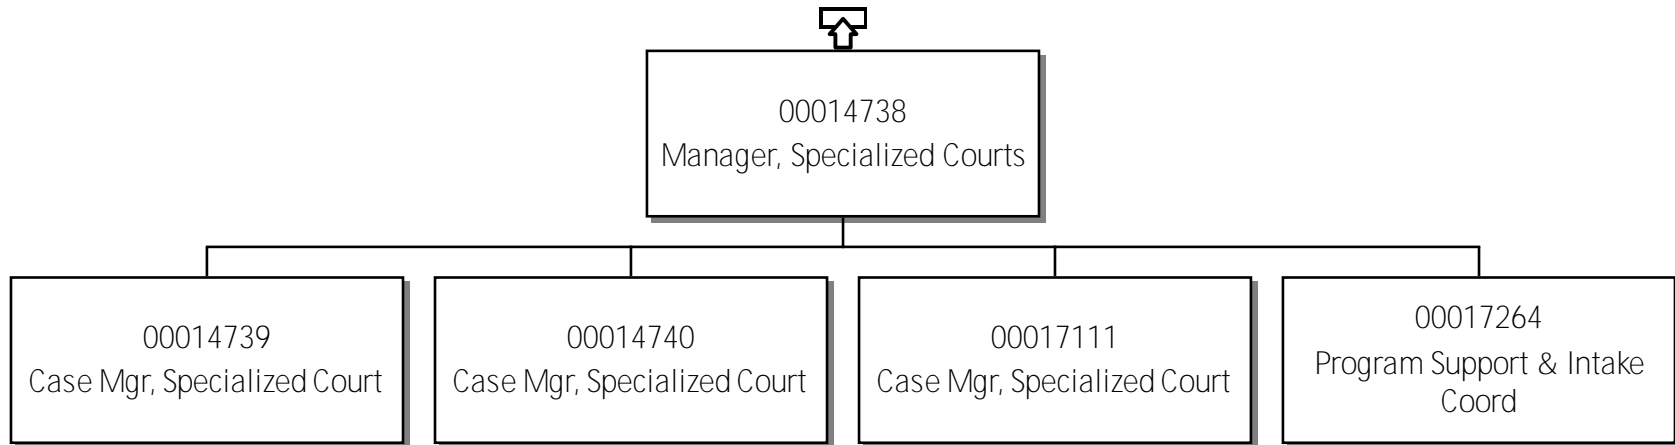 00014738
Manager, Specialized Courts
00014739
Case Mgr, Specialized Court
00014740
Case Mgr, Specialized Court
00017111
Case Mgr, Specialized Court
00017264
Program Support & Intake
Coord